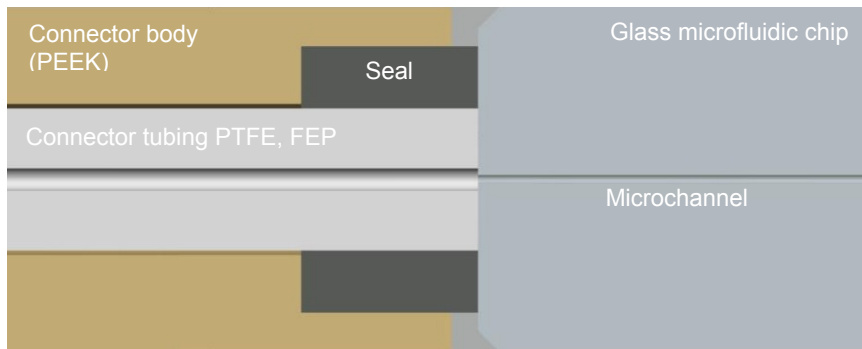 Connector body
(PEEK)
Glass microfluidic chip
Seal
Connector tubing PTFE, FEP
Microchannel